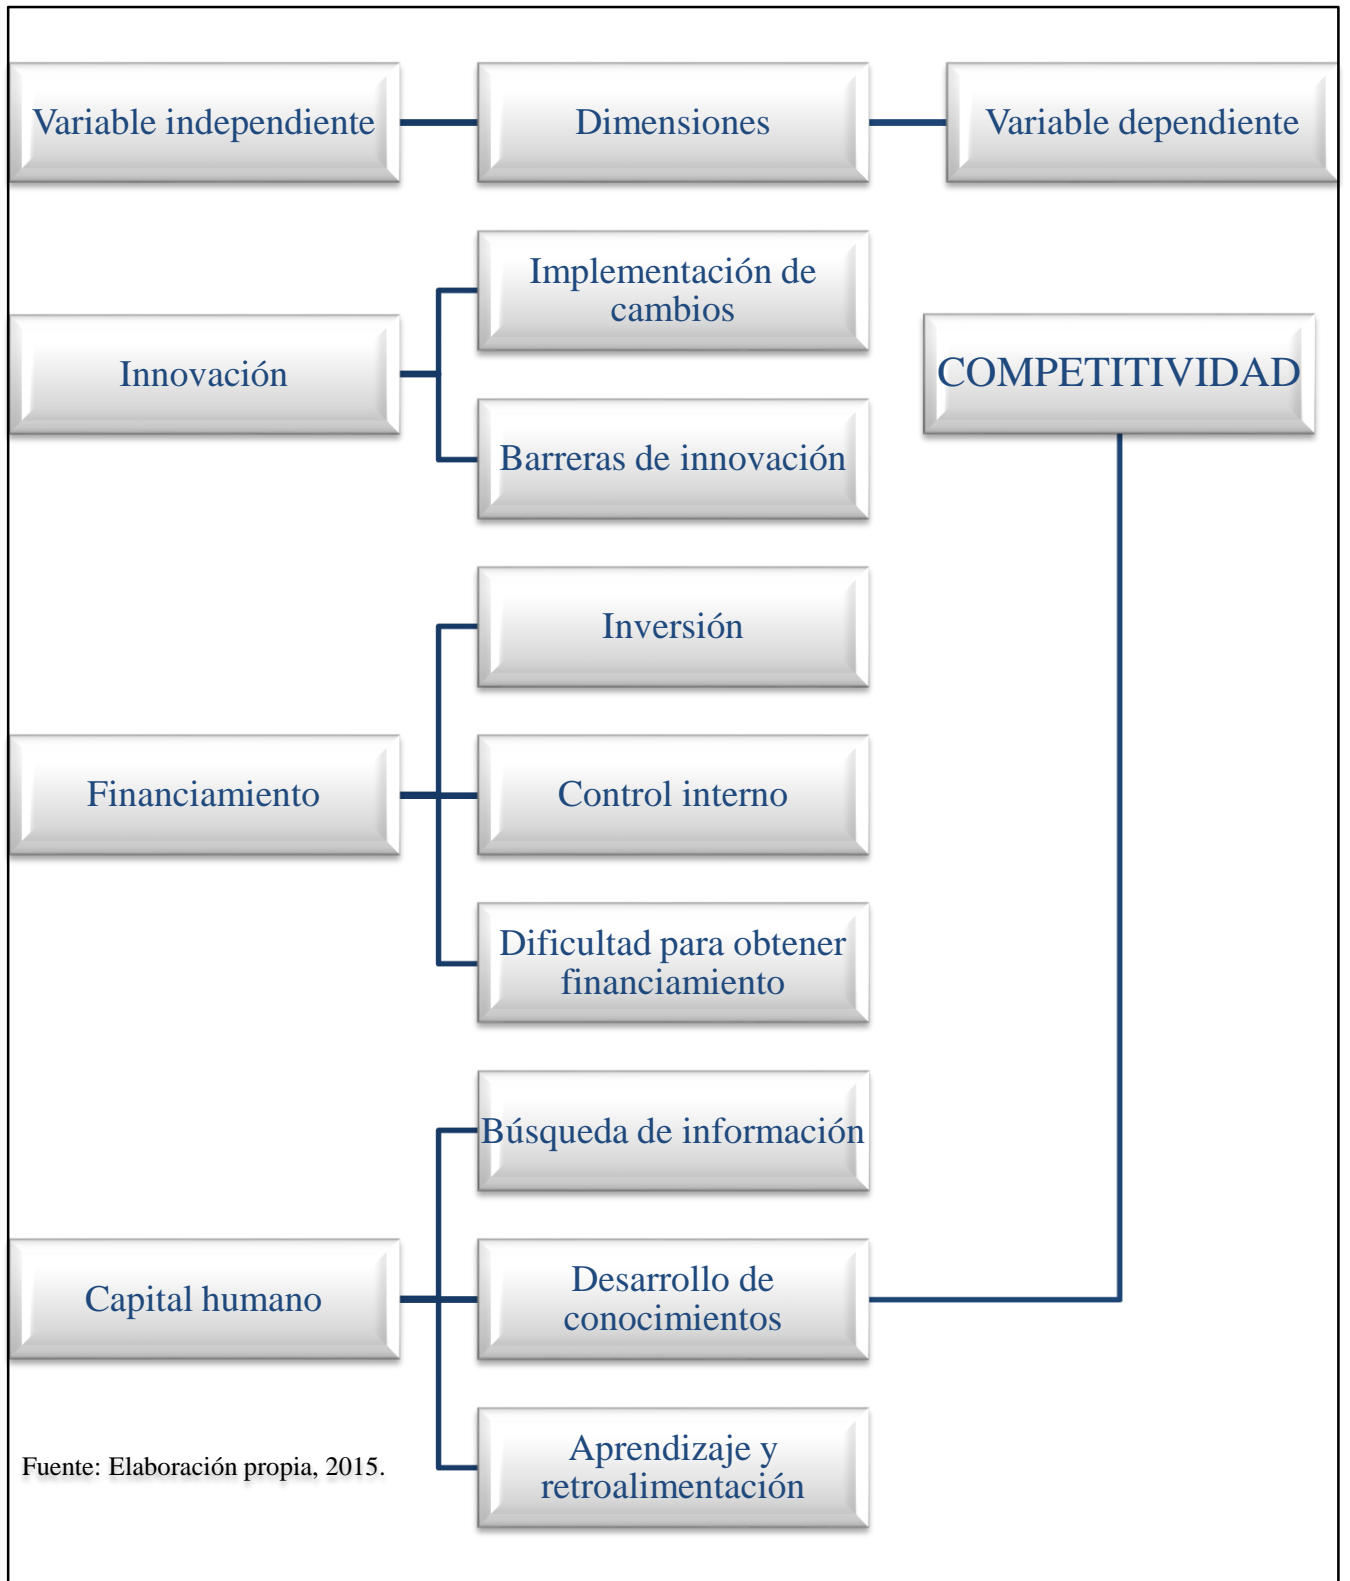 Variable independiente
Dimensiones
Variable dependiente
Innovación
Implementación de
cambios
Barreras de innovación
COMPETITIVIDAD
Financiamiento
Inversión
Control interno
Dificultad para obtener
financiamiento
Capital humano
Búsqueda de información
Desarrollo de
conocimientos
Aprendizaje y
retroalimentación
Fuente: Elaboración propia, 2015.